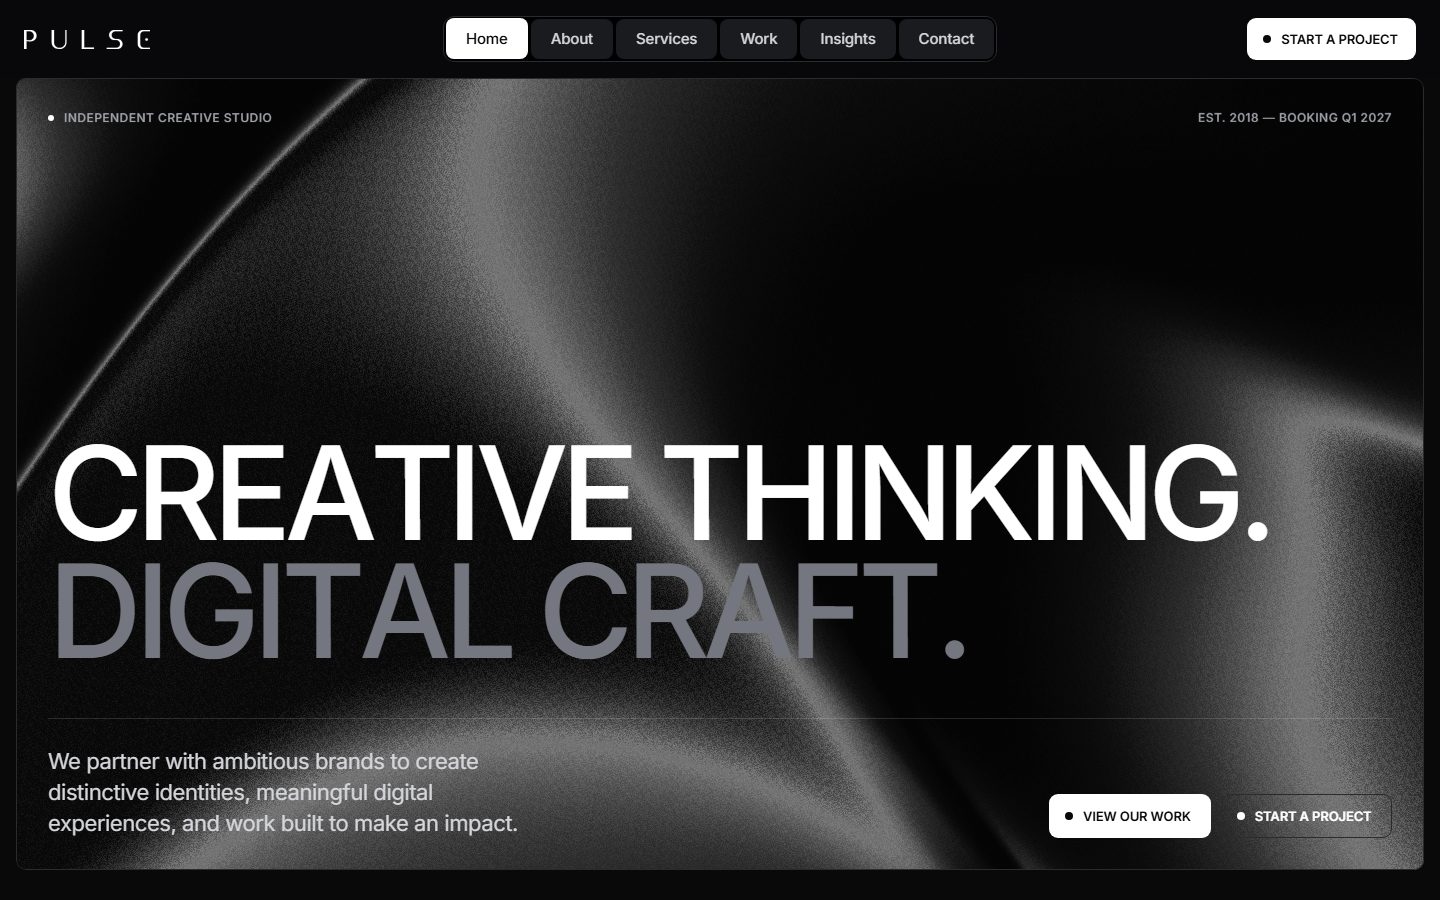 PULSE
Home
About
Services
Work
Insights
Contact
START A PROJECT
INDEPENDENT CREATIVE STUDIO
EST. 2018 — BOOKING Q1 2027
CREATIVE THINKING.
DIGITAL CRAFT.
We partner with ambitious brands to create
distinctive identities, meaningful digital
experiences, and work built to make an impact.
VIEW OUR WORK
START A PROJECT